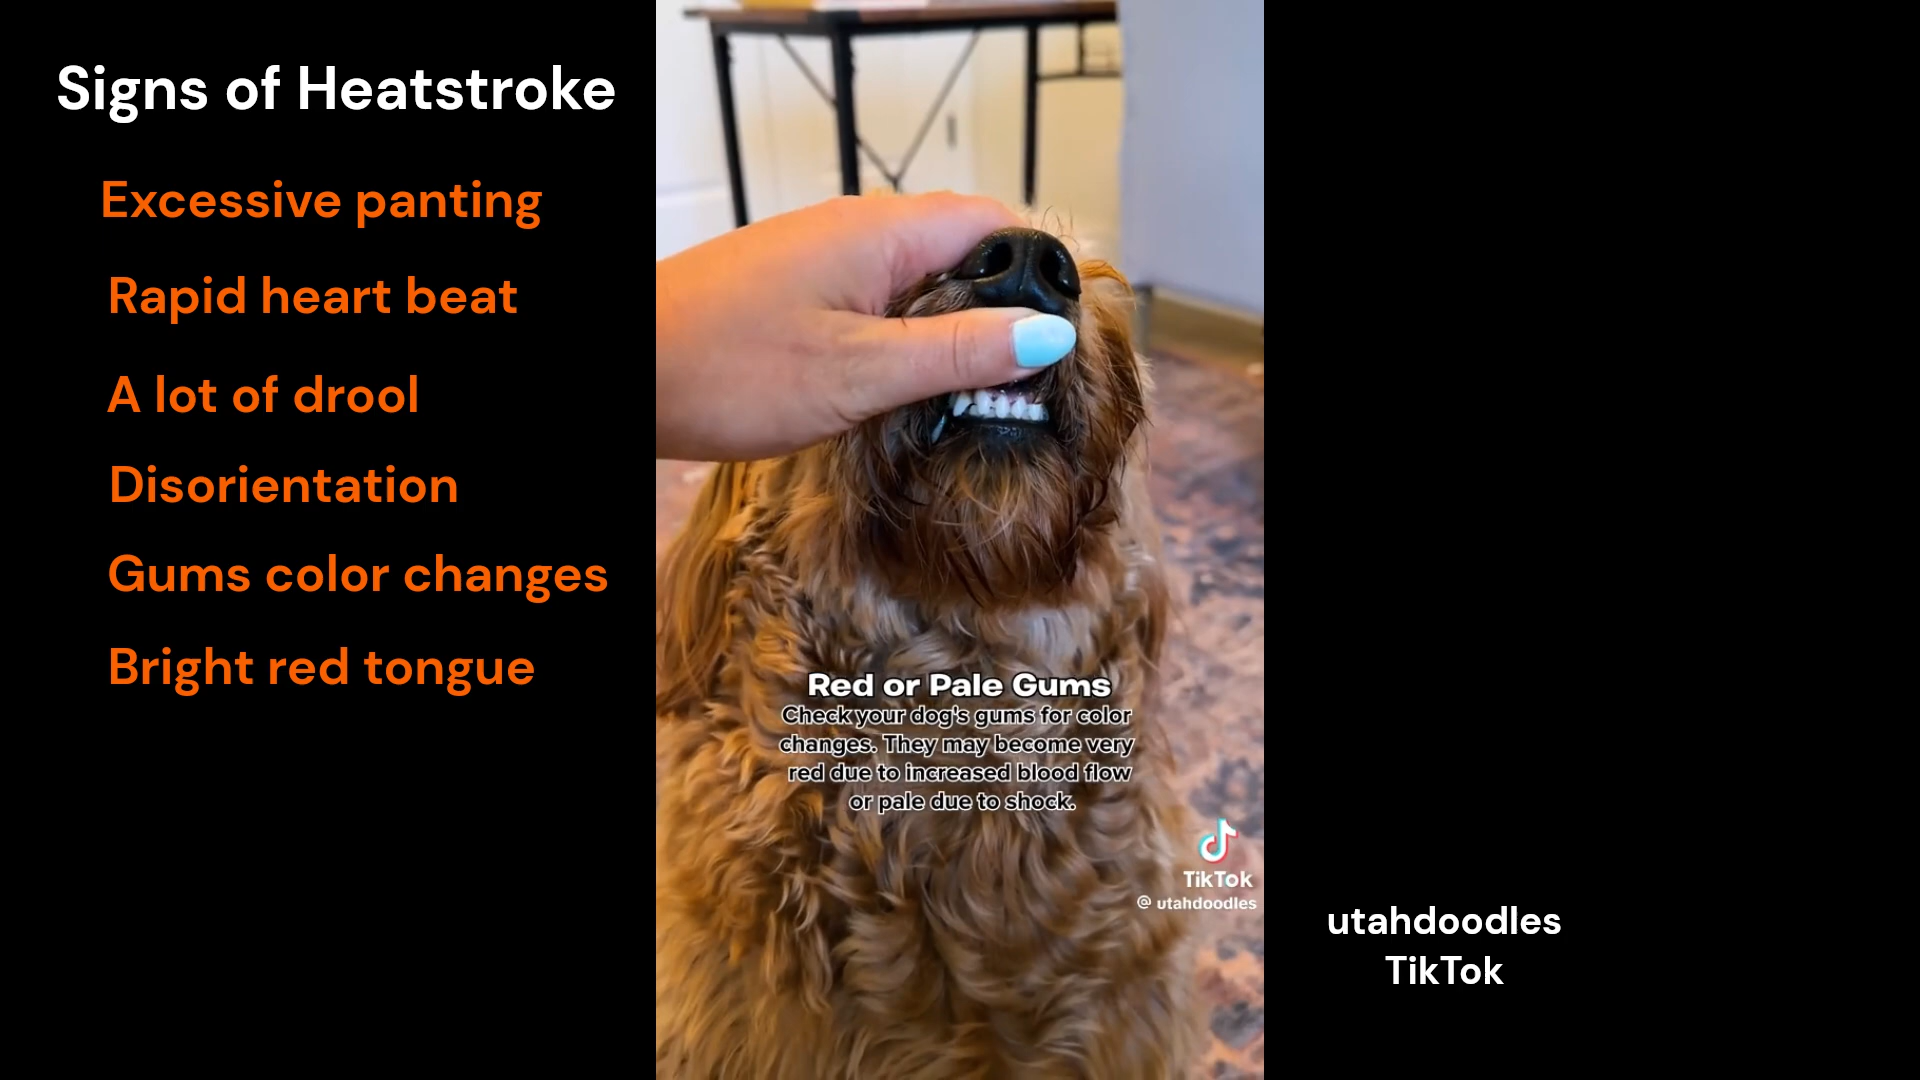 Signs of Heatstroke
Excessive panting
Rapid heart beat
A lot of drool
Disorientation
Gums color changes
Bright red tongue
Red or Pale Gums
Check your dog's gums for color
changes. They may become very
red due to increased blood flow
or pale due to shock.
TikTok
@ utahdoodles
utahdoodles
TikTok